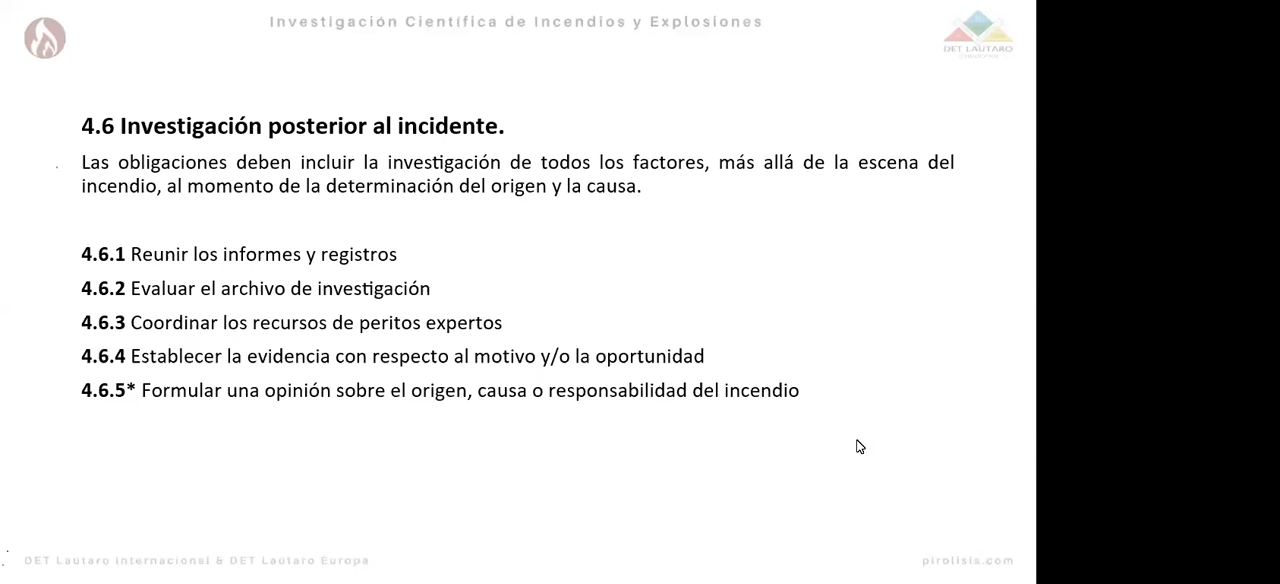 Investigación Científica de Incendios y Explosiones
DET LAUTARO
4.6 Investigación posterior al incidente.
Las obligaciones deben incluir la investigación de todos los factores, más allá de la escena del
incendio, al momento de la determinación del origen y la causa.
4.6.1 Reunir los informes y registros
4.6.2 Evaluar el archivo de investigación
4.6.3 Coordinar los recursos de peritos expertos
4.6.4 Establecer la evidencia con respecto al motivo y/o la oportunidad
4.6.5* Formular una opinión sobre el origen, causa o responsabilidad del incendio
DET Lautaro Internacional & DET Lautaro Europa
pirolisis.com